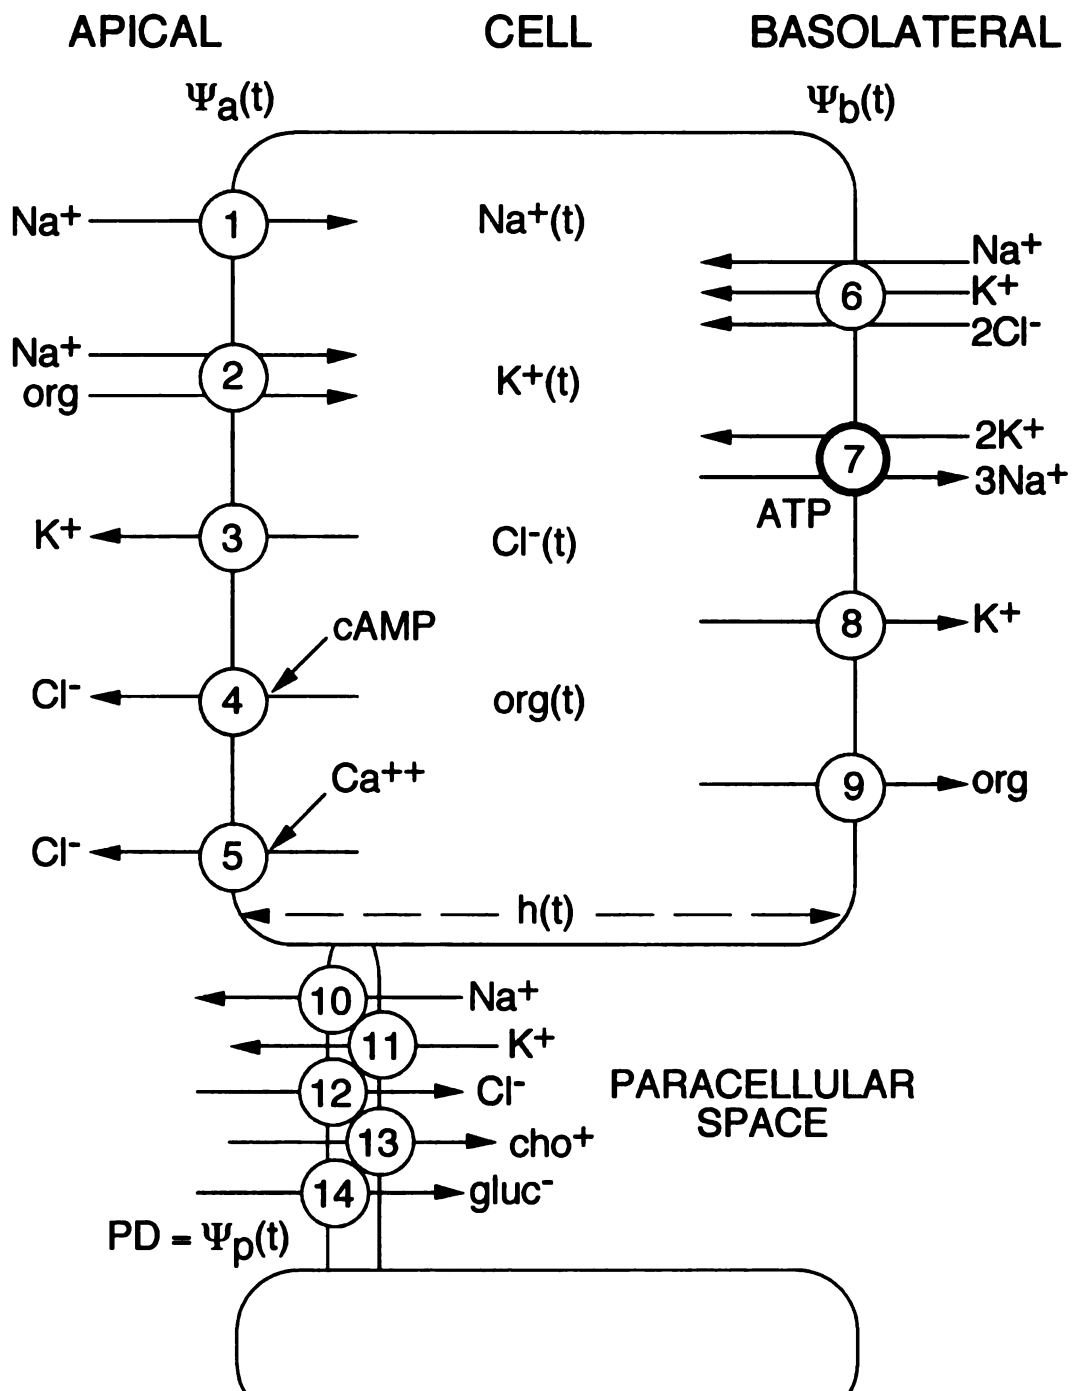 APICAL CELL BASOLATERAL
Ψa(t) Ψb(t)
Na+ 1 Na+(t)
Na+
K+
2Cl-
6
Na+
org
2
K+(t)
2K+
3Na+
7
ATP
K+ 3 Cl-(t)
cAMP
8 K+
Cl- 4 org(t)
Ca++
9 org
Cl- 5
h(t)
10 Na+
11 K+
12 Cl-
13 cho+
14 gluc-
PARACELLULAR
SPACE
PD = Ψp(t)